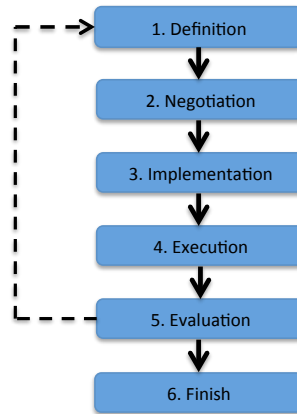 1. Definition
2. Negotiation
3. Implementation
4. Execution
5. Evaluation
6. Finish